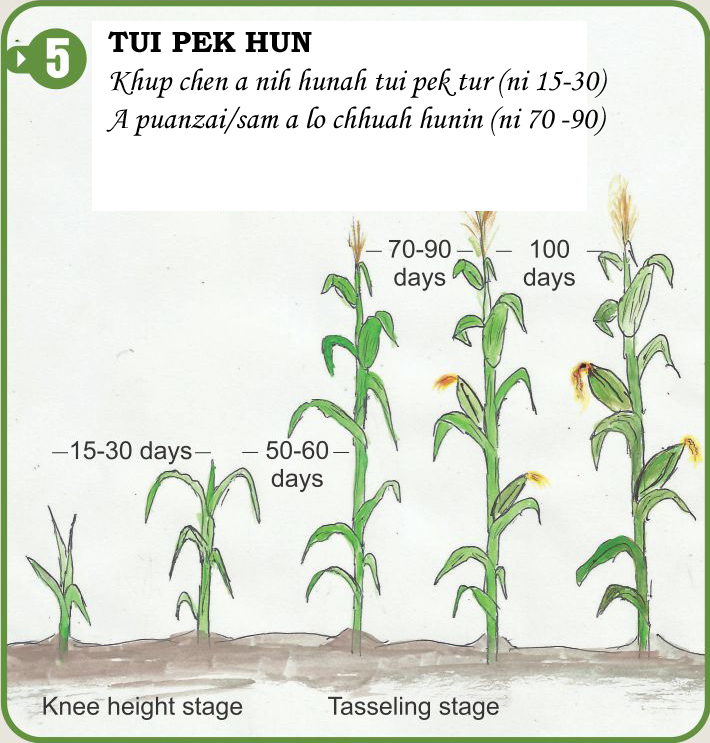 5
TUI PEK HUN
Khup chen a nih hunah tui pek tur (ni 15-30)
A puanzai/sam a lo chhuah hunin (ni 70 -90)
70-90
days
100
days
15-30 days
50-60
days
Knee height stage
Tasseling stage